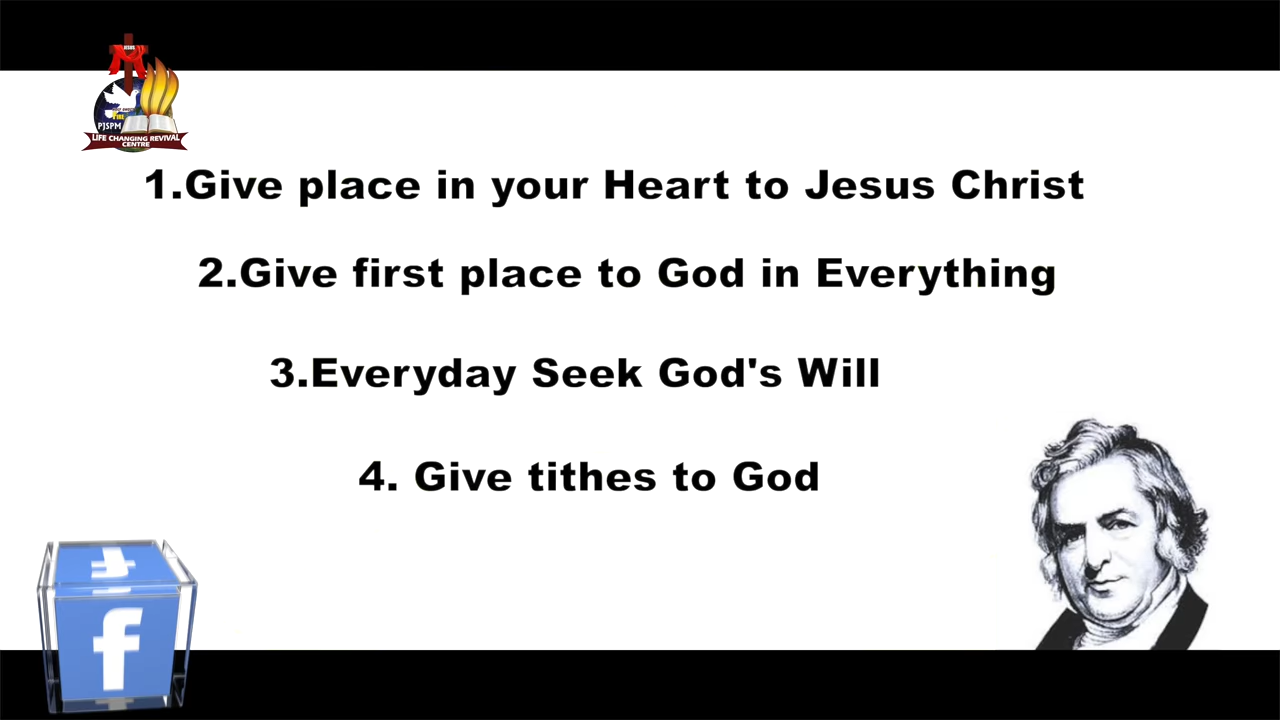 JESUS
FIRE
PJSPM
LIFE CHANGING REVIVAL
CENTRE
1.Give place in your Heart to Jesus Christ
2.Give first place to God in Everything
3.Everyday Seek God's Will
4. Give tithes to God
f
f